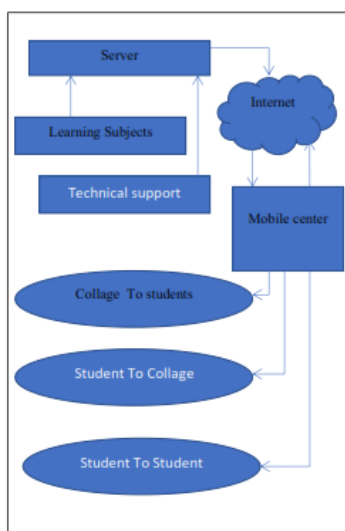 Server
Internet
Learning Subjects
Technical support
Mobile center
Collage To students
Student To Collage
Student To Student